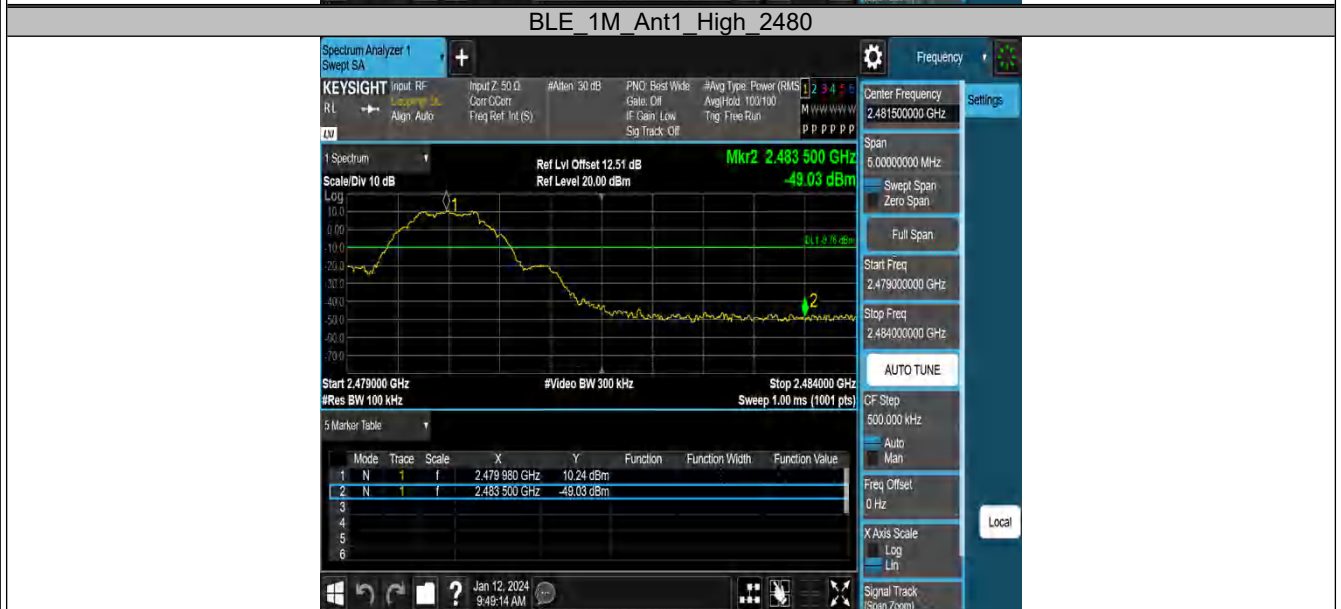 BLE_1M_Ant1_High_2480
Spectrum Analyzer 1
Swept SA
+
Frequency
KEYSIGHT
RL
LXI
Input: RF
Align: Auto
Input Z: 50 Ω
Corr CCorr
Freq Ref: Int (S)
#Atten: 30 dB
PNO: Best Wide
Gate: Off
IF Gain: Low
Sig Track: Off
#Avg Type: Power (RMS
Avg|Hold: 100/100
Trig: Free Run
1 2 3 4 5 6
M W W W W W
P P P P P P
1 Spectrum
Scale/Div 10 dB
Ref Lvl Offset 12.51 dB
Ref Level 20.00 dBm
Mkr2 2.483 500 GHz
-49.03 dBm
Log
10.0
0.00
-10.0
-20.0
-30.0
-40.0
-50.0
-60.0
-70.0
1
2
DL1 -9.76 dBm
Start 2.479000 GHz
#Res BW 100 kHz
#Video BW 300 kHz
Stop 2.484000 GHz
Sweep 1.00 ms (1001 pts)
5 Marker Table
Mode Trace Scale X Y Function Function Width Function Value
1 N 1 f 2.479 980 GHz 10.24 dBm
2 N 1 f 2.483 500 GHz -49.03 dBm
3
4
5
6
Center Frequency
2.481500000 GHz
Settings
Span
5.00000000 MHz
Swept Span
Zero Span
Full Span
Start Freq
2.479000000 GHz
Stop Freq
2.484000000 GHz
AUTO TUNE
CF Step
500.000 kHz
Auto
Man
Freq Offset
0 Hz
X Axis Scale
Log
Lin
Local
Signal Track
(Span Zoom)
?
Jan 12, 2024
9:49:14 AM